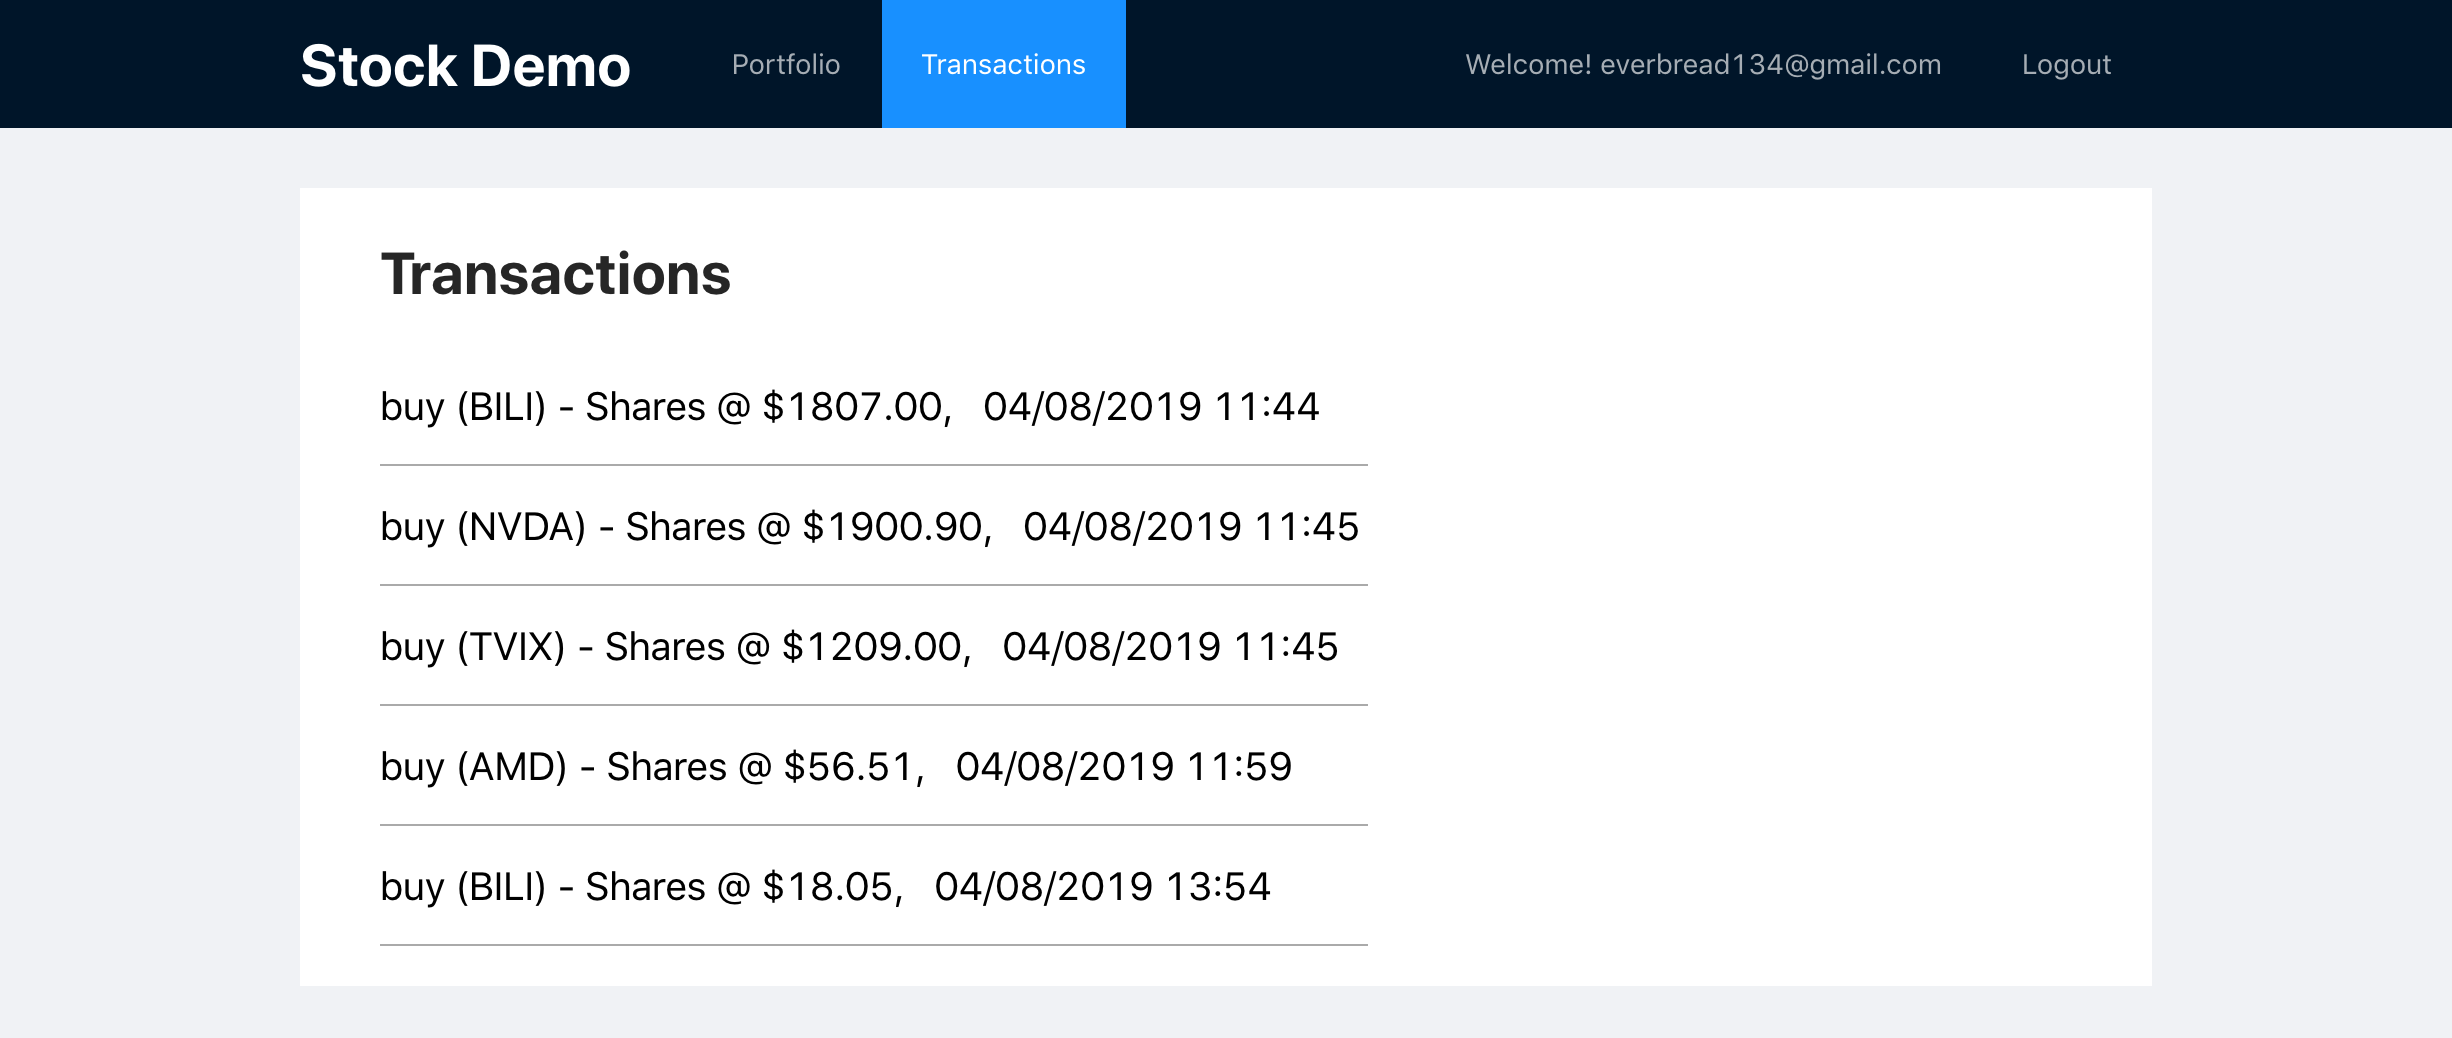 Stock Demo Portfolio Transactions Welcome! everbread134@gmail.com Logout
Transactions
buy (BILI) - Shares @ $1807.00, 04/08/2019 11:44
buy (NVDA) - Shares @ $1900.90, 04/08/2019 11:45
buy (TVIX) - Shares @ $1209.00, 04/08/2019 11:45
buy (AMD) - Shares @ $56.51, 04/08/2019 11:59
buy (BILI) - Shares @ $18.05, 04/08/2019 13:54